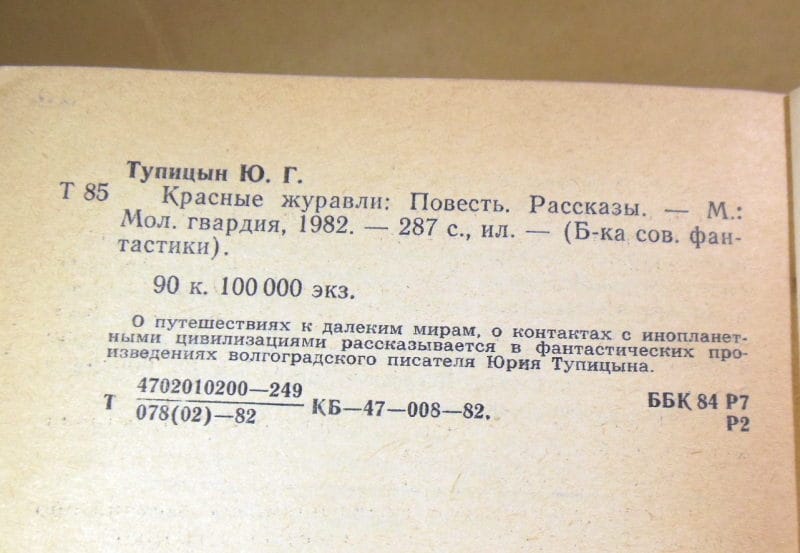 Тупицын Ю. Г.
Т 85 Красные журавли: Повесть. Рассказы. — М.:
Мол. гвардия, 1982. — 287 с., ил. — (Б-ка сов. фан-
тастики).
90 к. 100 000 экз.
О путешествиях к далеким мирам, о контактах с инопланет-
ными цивилизациями рассказывается в фантастических про-
изведениях волгоградского писателя Юрия Тупицына.
4702010200—249
Т КБ—47—008—82. ББК 84 Р7
078(02)—82 Р2